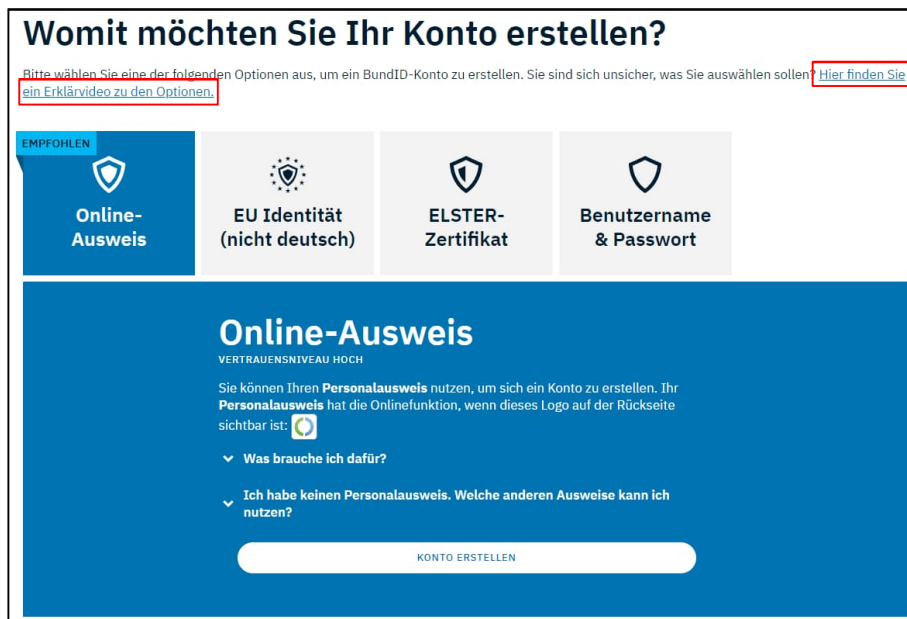 Womit möchten Sie Ihr Konto erstellen?
Bitte wählen Sie eine der folgenden Optionen aus, um ein BundID-Konto zu erstellen. Sie sind sich unsicher, was Sie auswählen sollen? Hier finden Sie
ein Erklärvideo zu den Optionen.
EMPFOHLEN
Online-
Ausweis
EU Identität
(nicht deutsch)
ELSTER-
Zertifikat
Benutzername
& Passwort
Online-Ausweis
VERTRAUENSNIVEAU HOCH
Sie können Ihren Personalausweis nutzen, um sich ein Konto zu erstellen. Ihr
Personalausweis hat die Onlinefunktion, wenn dieses Logo auf der Rückseite
sichtbar ist:
Was brauche ich dafür?
Ich habe keinen Personalausweis. Welche anderen Ausweise kann ich
nutzen?
KONTO ERSTELLEN